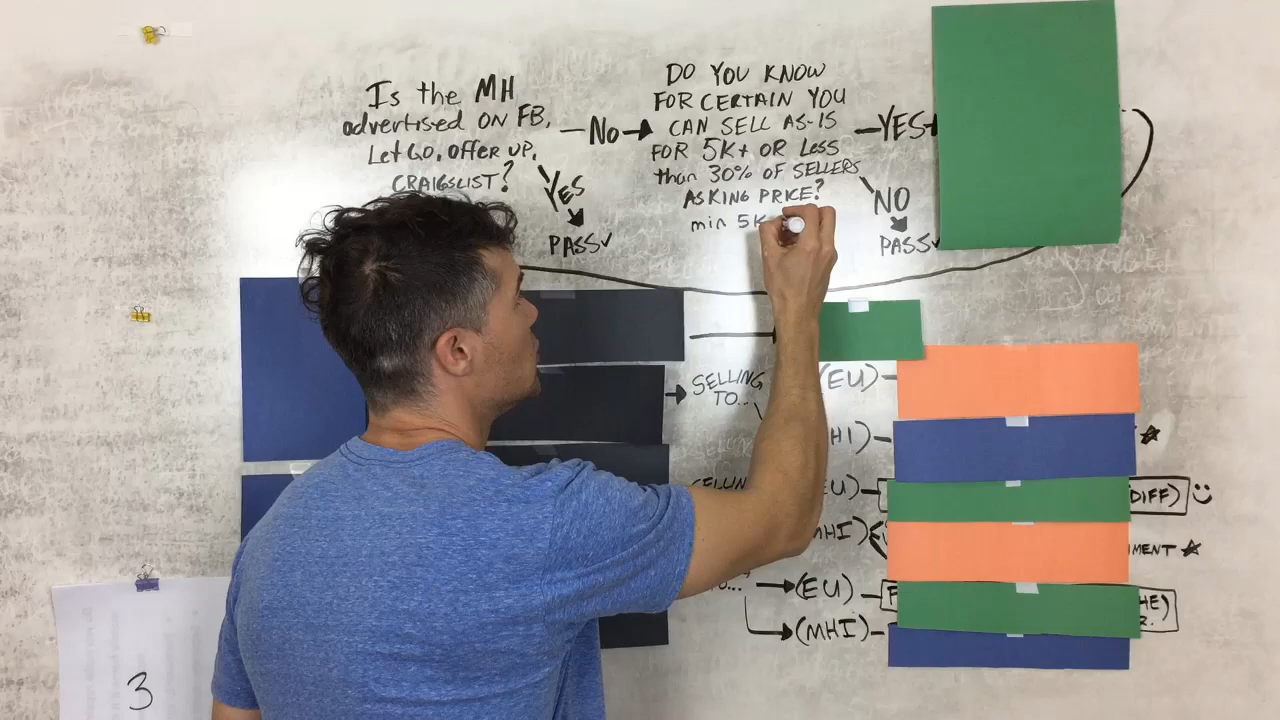 Is the MH
advertised ON FB,
Let GO, OFFER UP,
CRAIGSLIST?
No
YES
PASS✓
DO YOU KNOW
FOR CERTAIN YOU
CAN SELL AS-IS
FOR 5K+ OR LESS
than 30% OF SELLERS
ASKING PRICE?
min 5K
YES
NO
PASS✓
SELLING
TO...
(EU)
HI)
EU)
DIFF)
MHI)
MENT
(EU)
HE)
(MHI)
3